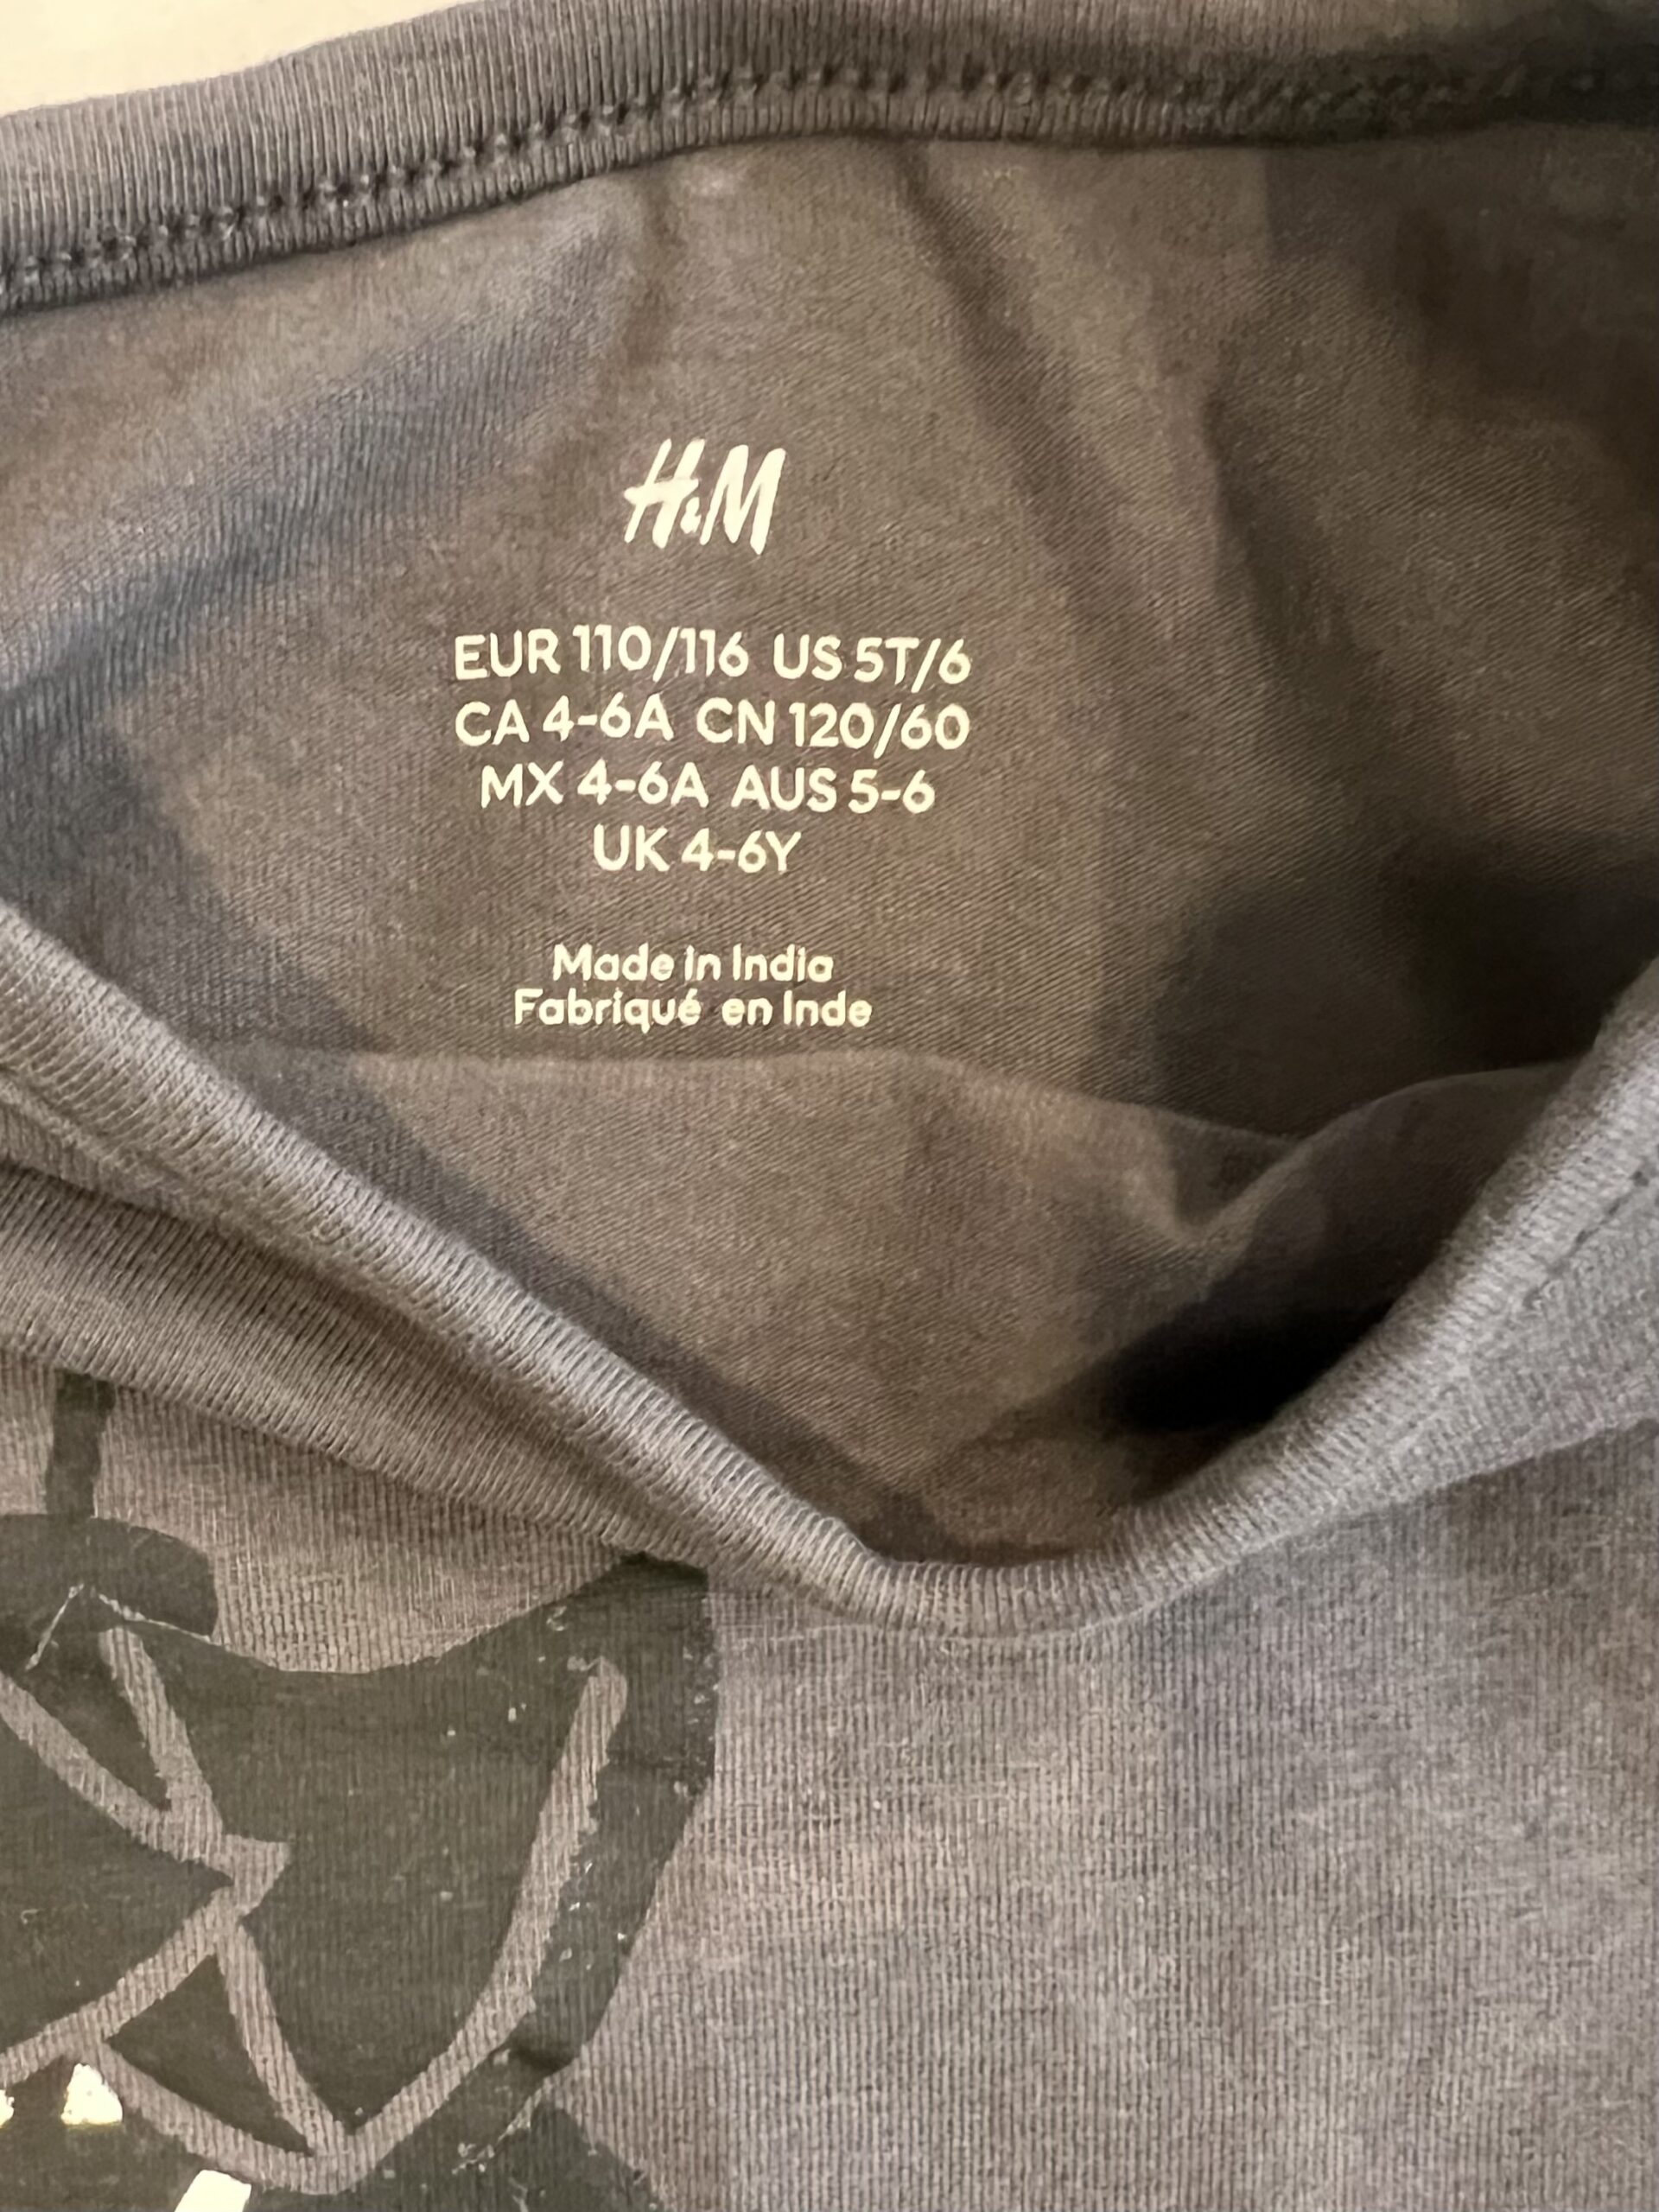 H&M
EUR 110/116 US 5T/6
CA 4-6A CN 120/60
MX 4-6A AUS 5-6
UK 4-6Y
Made in India
Fabriqué en Inde